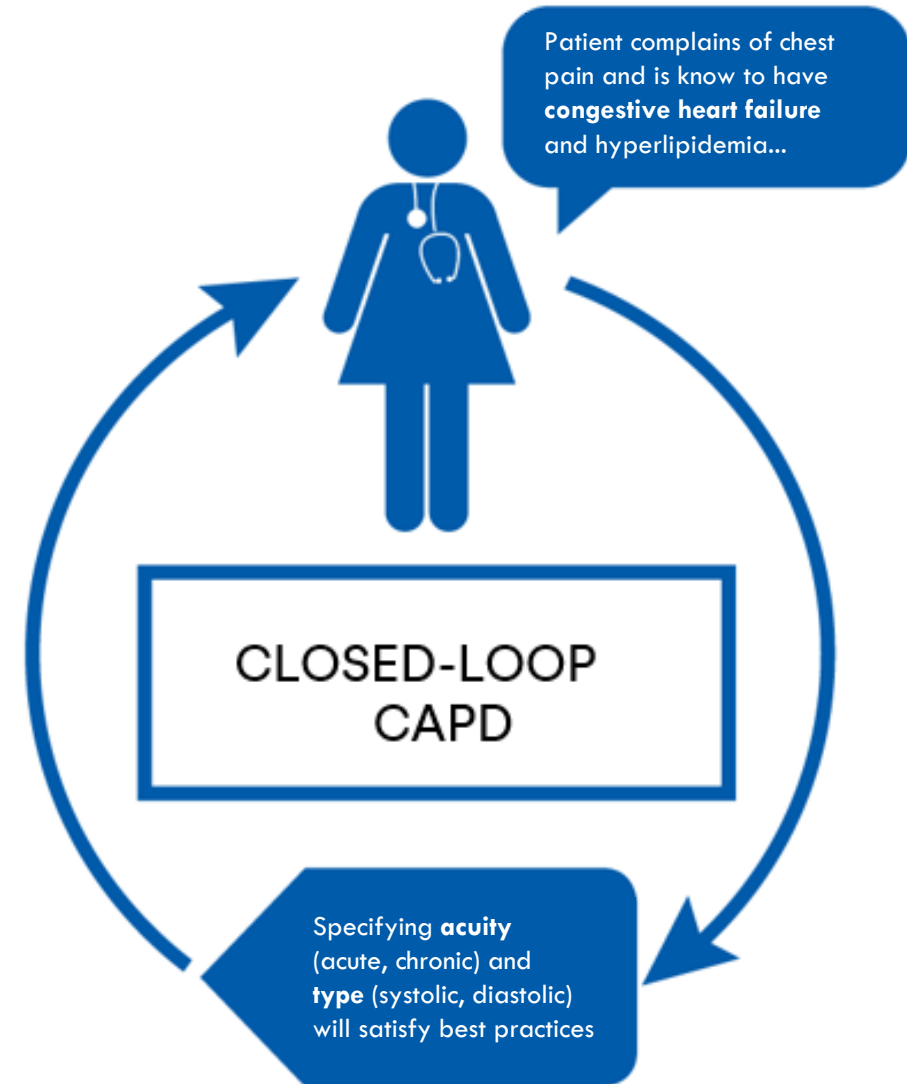 Patient complains of chest
pain and is know to have
congestive heart failure
and hyperlipidemia...
CLOSED-LOOP
CAPD
Specifying acuity
(acute, chronic) and
type (systolic, diastolic)
will satisfy best practices